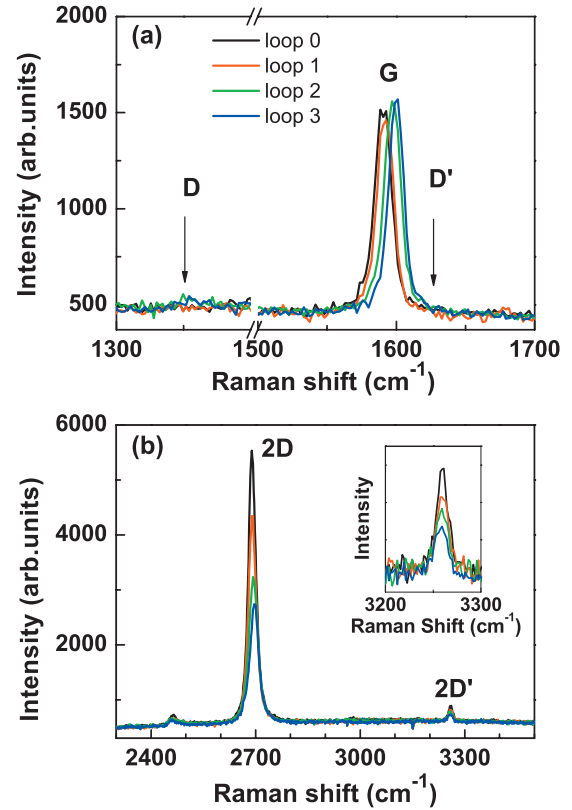 2000
(a)
loop 0
loop 1
loop 2
loop 3
G
D
D'
1500
1000
500
Intensity (arb.units)
1300
1500
1500
1600
1700
Raman shift (cm-1)
6000
(b)
2D
4000
2000
Intensity (arb.units)
Intensity
3200
3300
Raman Shift (cm-1)
2D'
2400
2700
3000
3300
Raman shift (cm-1)